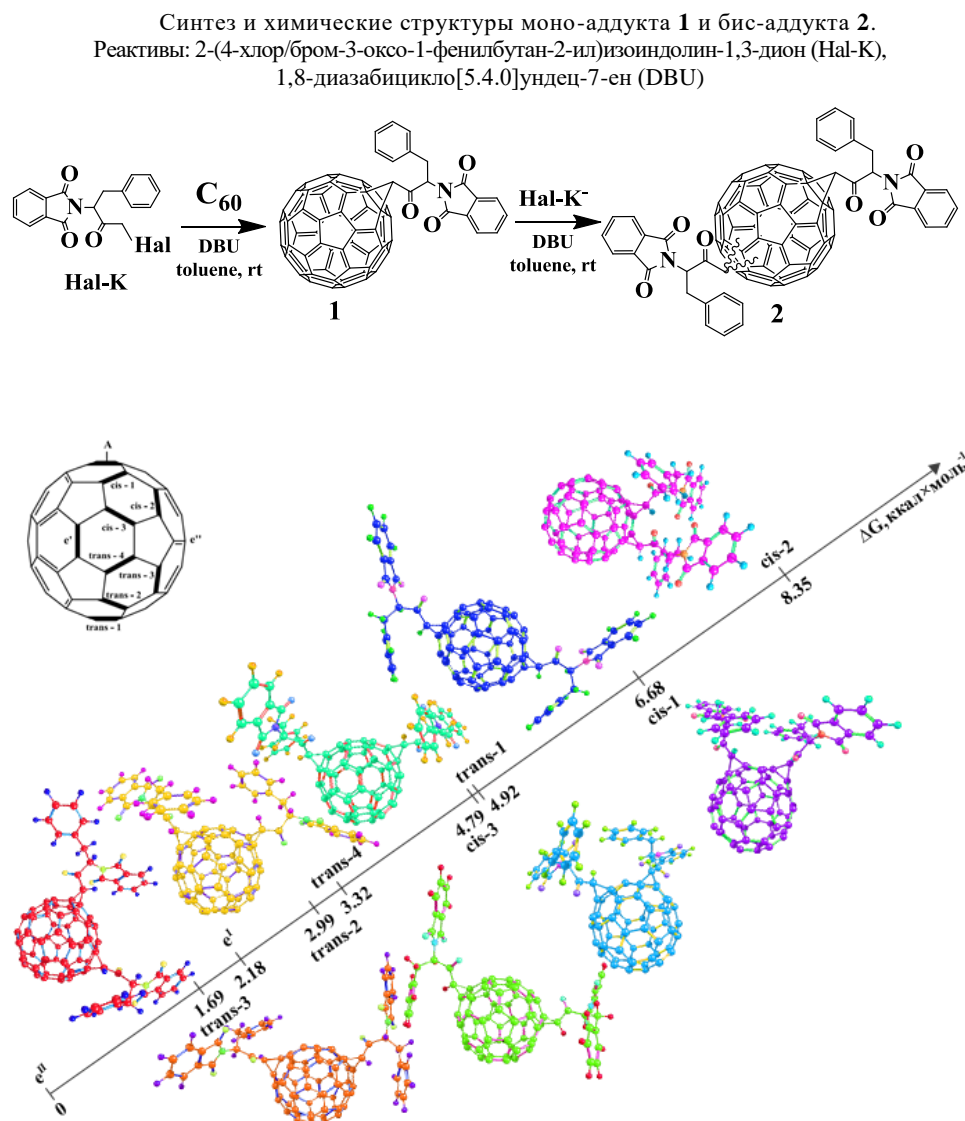 Синтез и химические структуры моно-аддукта 1 и бис-аддукта 2.
Реактивы: 2-(4-хлор/бром-3-оксо-1-фенилбутан-2-ил)изоиндолин-1,3-дион (Hal-K),
1,8-диазабицикло[5.4.0]ундец-7-ен (DBU)
O
N
O
O
Hal
Hal-K
C60
DBU
toluene, rt
O
O
N
O
1
Hal-K-
DBU
toluene, rt
O
O
N
O
O
N
O
O
2
A
cis - 1
cis - 2
cis - 3
e'
e''
trans - 4
trans - 3
trans - 2
trans - 1
ΔG, ккал×моль-1
cis-2
8.35
6.68
cis-1
trans-1
4.92
4.79
cis-3
trans-4
3.32
2.99
trans-2
eI
2.18
1.69
trans-3
eII
0